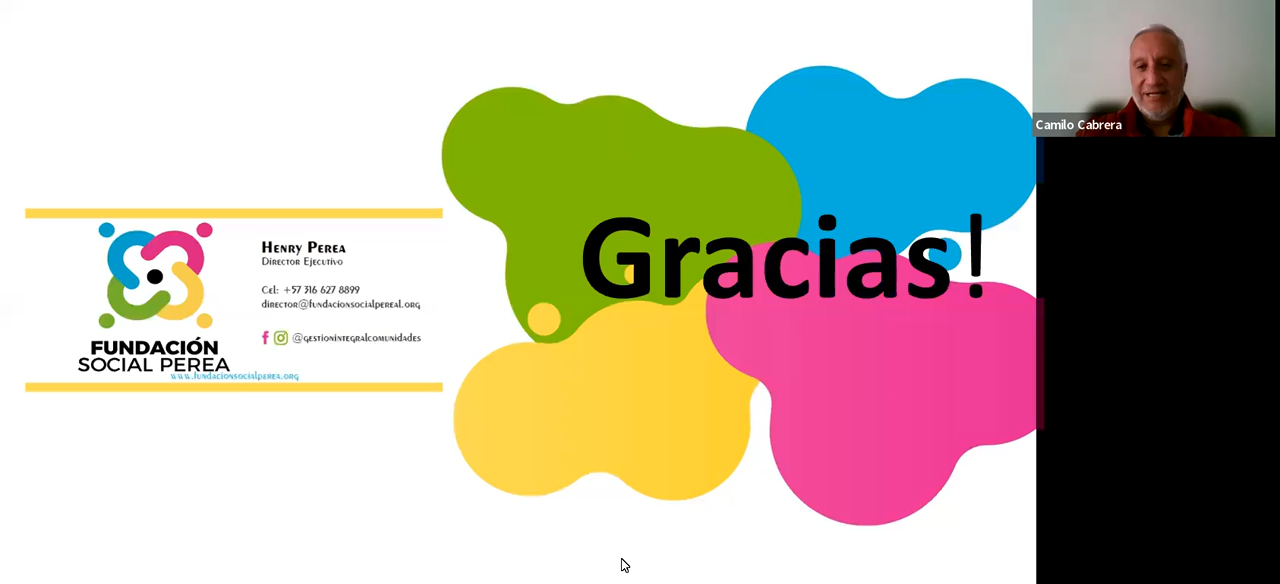 Henry Perea
Director Ejecutivo
Cel: +57 316 627 8899
director@fundacionsocialpereal.org
@gestionintegralcomunidades
FUNDACIÓN
SOCIAL PEREA
www.fundacionsocialperea.org
Gracias!
Camilo Cabrera